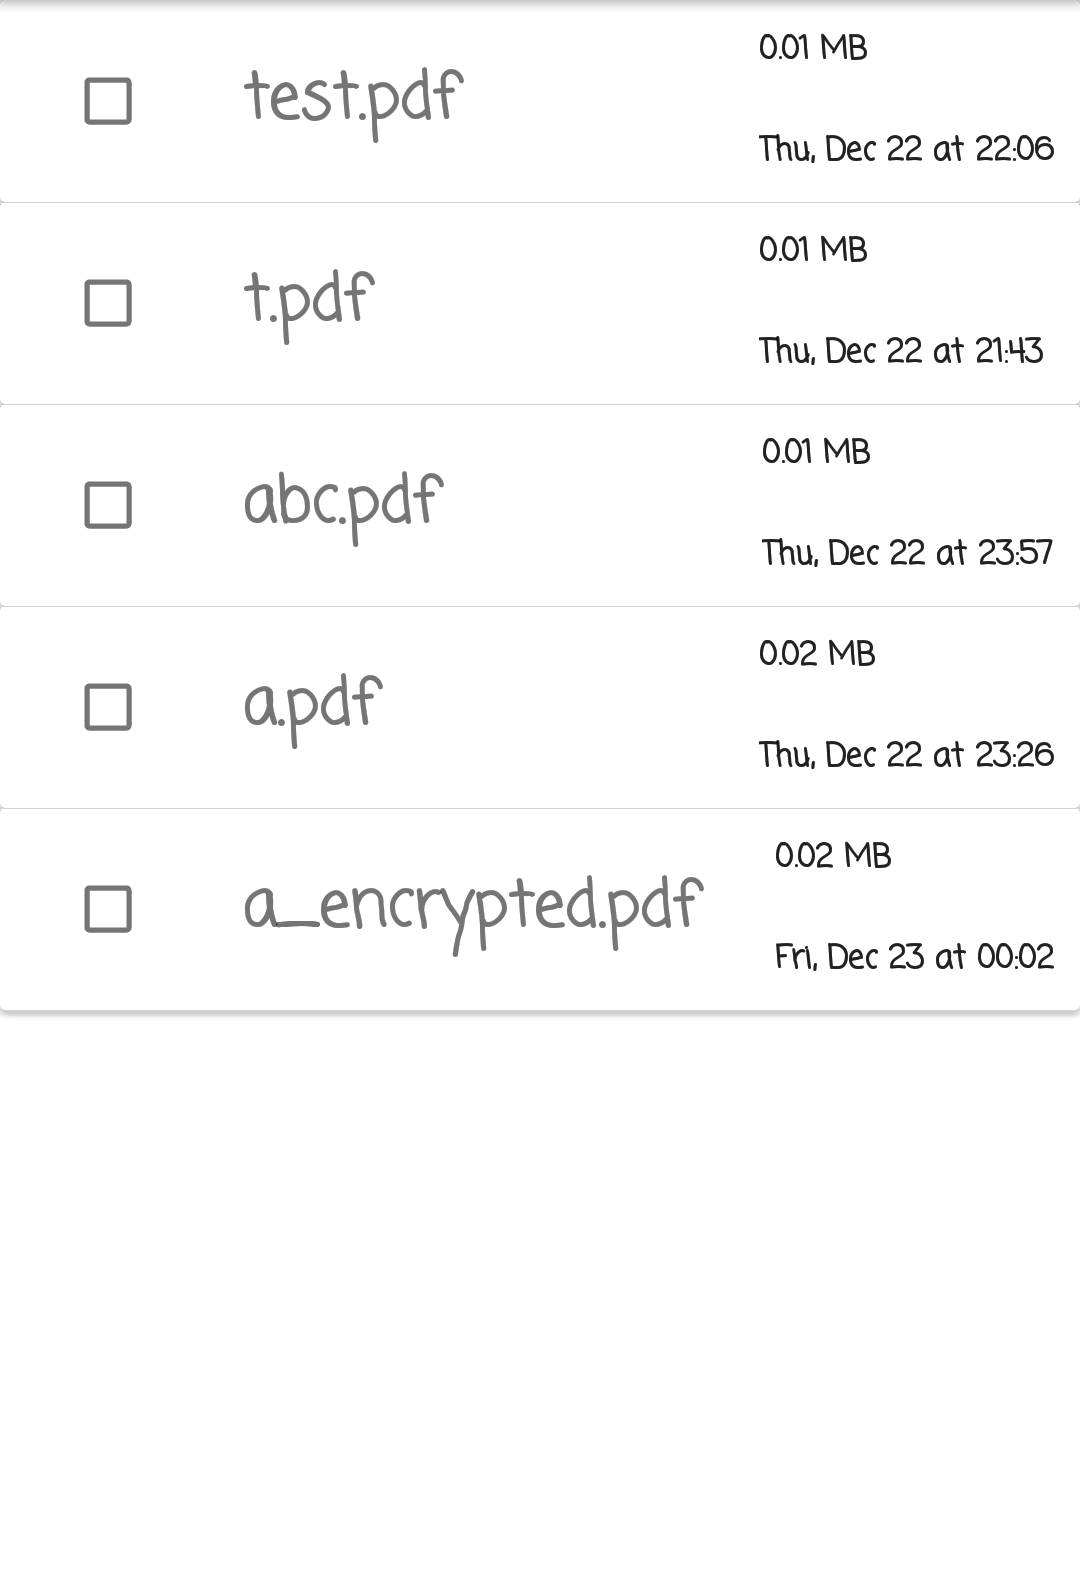 test.pdf
0.01 MB
Thu, Dec 22 at 22:06
t.pdf
0.01 MB
Thu, Dec 22 at 21:43
abc.pdf
0.01 MB
Thu, Dec 22 at 23:57
a.pdf
0.02 MB
Thu, Dec 22 at 23:26
a_encrypted.pdf
0.02 MB
Fri, Dec 23 at 00:02